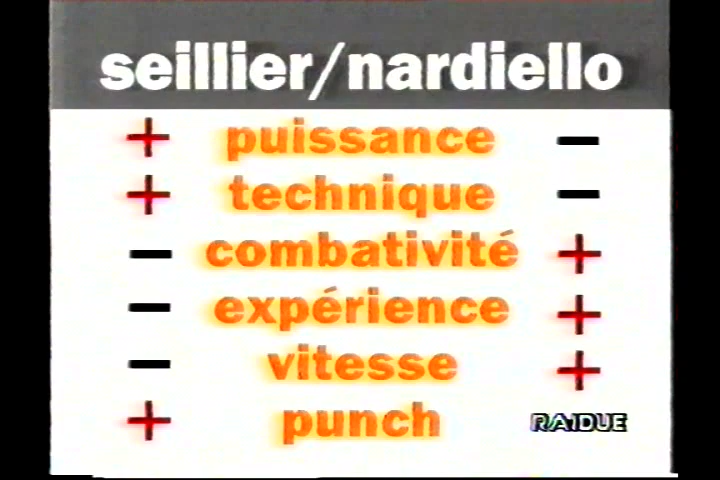 seillier/nardiello
+ puissance −
+ technique −
− combativité +
− expérience +
− vitesse +
+ punch RAIDUE